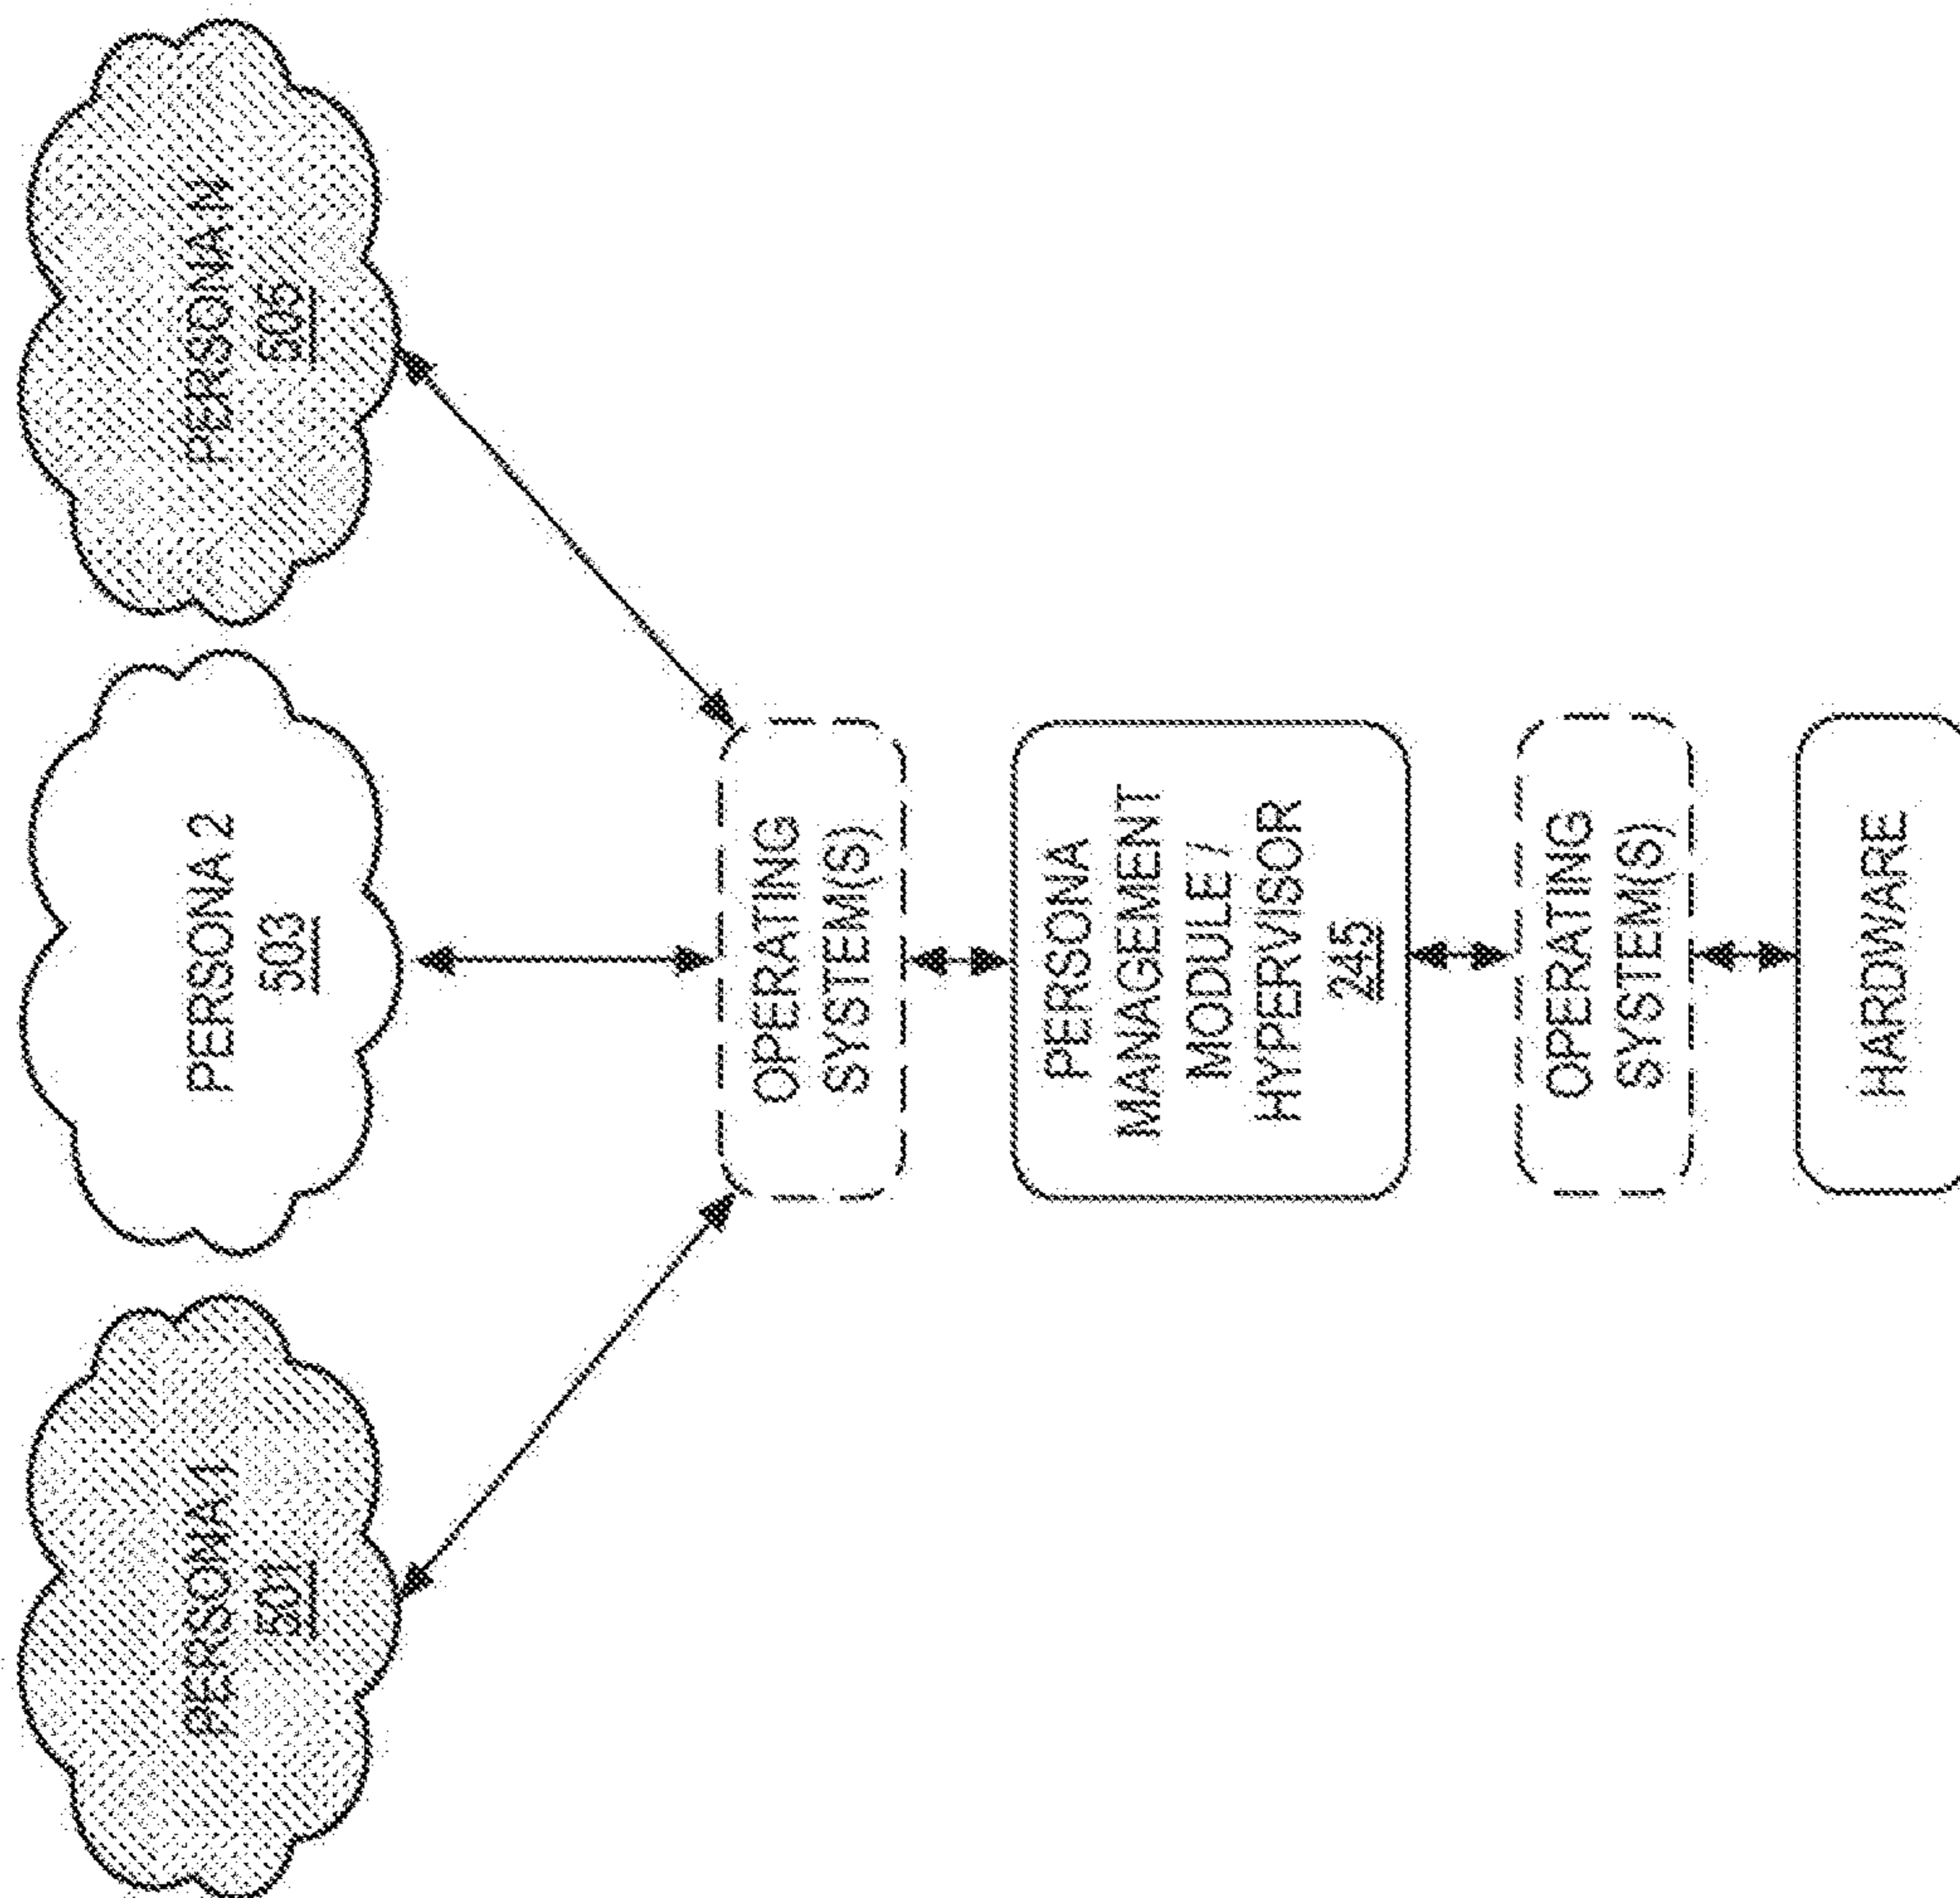 PERSONA 1
501
PERSONA 2
503
PERSONA N
505
OPERATING
SYSTEM(S)
PERSONA
MANAGEMENT
MODULE /
HYPERVISOR
245
OPERATING
SYSTEM(S)
HARDWARE